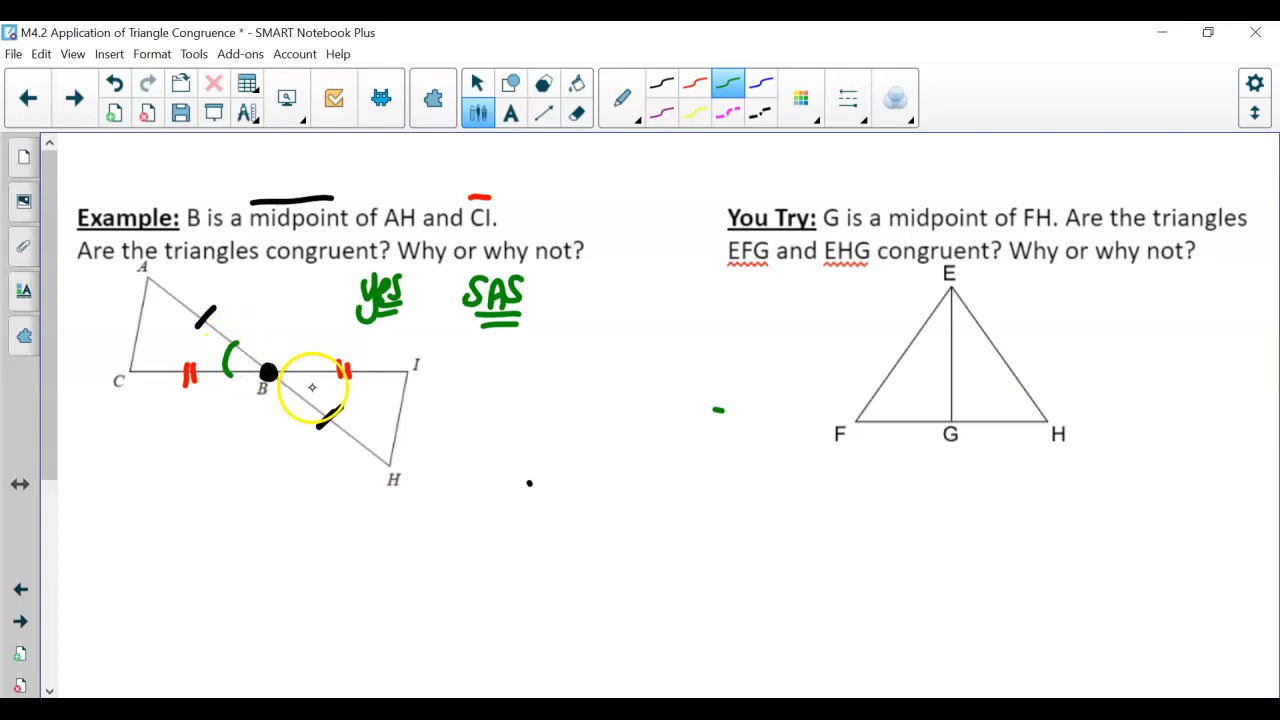 M4.2 Application of Triangle Congruence * - SMART Notebook Plus
File Edit View Insert Format Tools Add-ons Account Help
Example: B is a midpoint of AH and CI.
Are the triangles congruent? Why or why not?
yes SAS
A
C
B
I
H
You Try: G is a midpoint of FH. Are the triangles
EFG and EHG congruent? Why or why not?
E
F G H